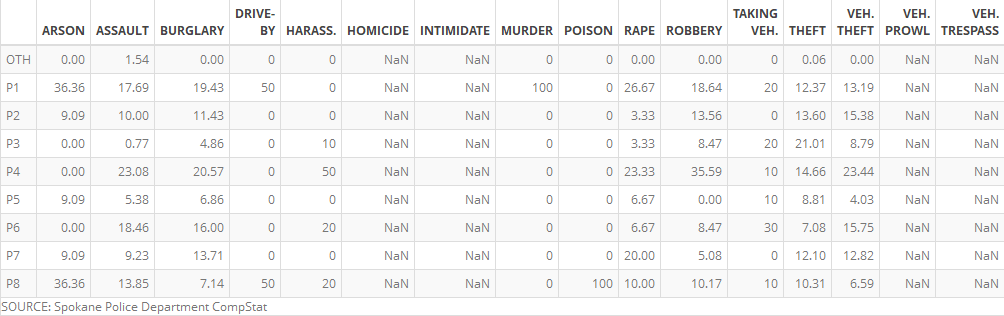 ARSON ASSAULT BURGLARY DRIVE-BY HARASS. HOMICIDE INTIMIDATE MURDER POISON RAPE ROBBERY TAKING VEH. THEFT VEH. THEFT VEH. PROWL VEH. TRESPASS
OTH 0.00 1.54 0.00 0 0 NaN NaN 0 0 0.00 0.00 0 0.06 0.00 NaN NaN
P1 36.36 17.69 19.43 50 0 NaN NaN 100 0 26.67 18.64 20 12.37 13.19 NaN NaN
P2 9.09 10.00 11.43 0 0 NaN NaN 0 0 3.33 13.56 0 13.60 15.38 NaN NaN
P3 0.00 0.77 4.86 0 10 NaN NaN 0 0 3.33 8.47 20 21.01 8.79 NaN NaN
P4 0.00 23.08 20.57 0 50 NaN NaN 0 0 23.33 35.59 10 14.66 23.44 NaN NaN
P5 9.09 5.38 6.86 0 0 NaN NaN 0 0 6.67 0.00 10 8.81 4.03 NaN NaN
P6 0.00 18.46 16.00 0 20 NaN NaN 0 0 6.67 8.47 30 7.08 15.75 NaN NaN
P7 9.09 9.23 13.71 0 0 NaN NaN 0 0 20.00 5.08 0 12.10 12.82 NaN NaN
P8 36.36 13.85 7.14 50 20 NaN NaN 0 100 10.00 10.17 10 10.31 6.59 NaN NaN
SOURCE: Spokane Police Department CompStat